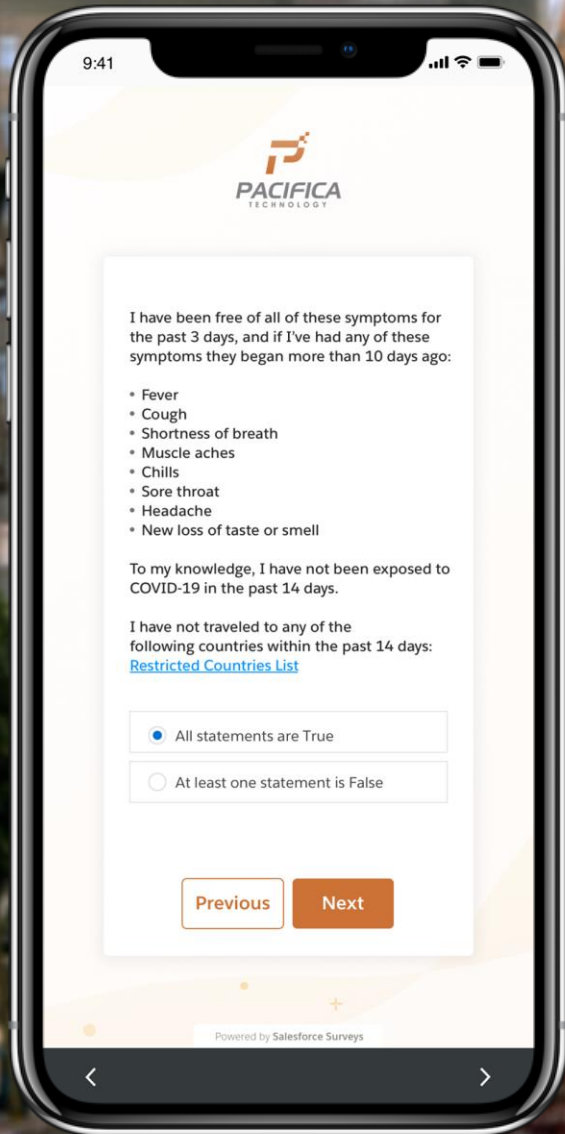 9:41
PACIFICA
TECHNOLOGY
I have been free of all of these symptoms for
the past 3 days, and if I've had any of these
symptoms they began more than 10 days ago:
• Fever
• Cough
• Shortness of breath
• Muscle aches
• Chills
• Sore throat
• Headache
• New loss of taste or smell
To my knowledge, I have not been exposed to
COVID-19 in the past 14 days.
I have not traveled to any of the
following countries within the past 14 days:
Restricted Countries List
All statements are True
At least one statement is False
Previous
Next
Powered by Salesforce Surveys